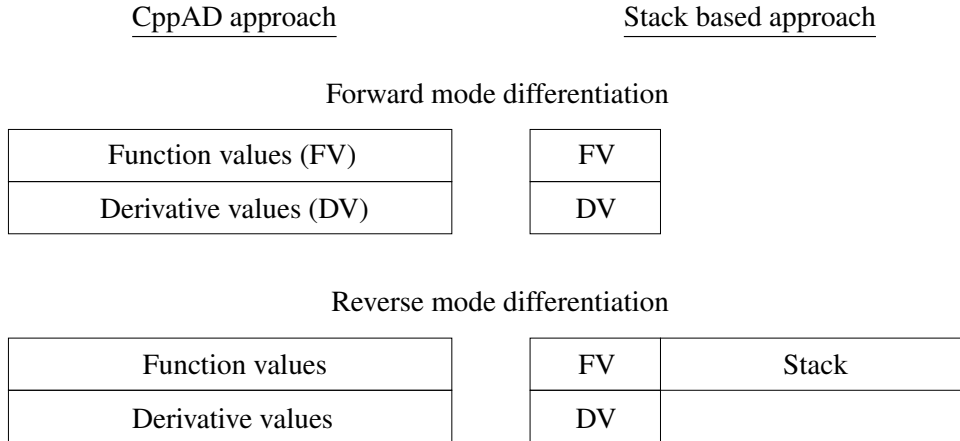 CppAD approach Stack based approach
Forward mode differentiation
Function values (FV) FV
Derivative values (DV) DV
Reverse mode differentiation
Function values FV Stack
Derivative values DV